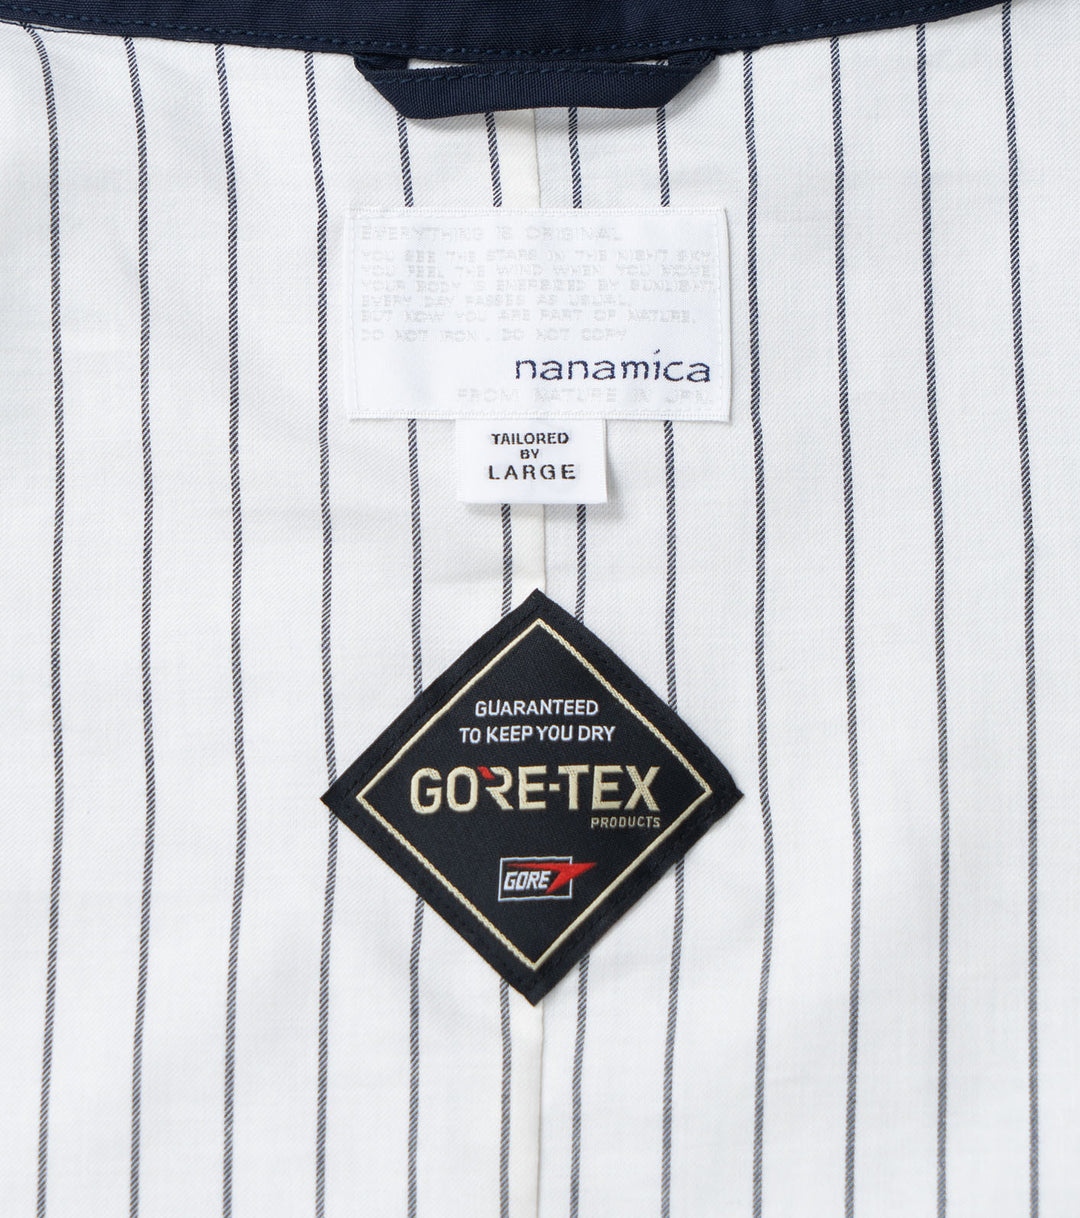 EVERYTHING IS ORIGINAL
YOU SEE THE STARS IN THE NIGHT SKY.
YOU FEEL THE WIND WHEN YOU MOVE.
YOUR BODY IS ENERGIZED BY SUNLIGHT.
EVERY DAY PASSES AS USUAL.
BUT NOW YOU ARE PART OF NATURE.
DO NOT IRON. DO NOT COPY
nanamica
FROM NATURE IN JPN.
TAILORED
BY
LARGE
GUARANTEED
TO KEEP YOU DRY
GORE-TEX
PRODUCTS
GORE